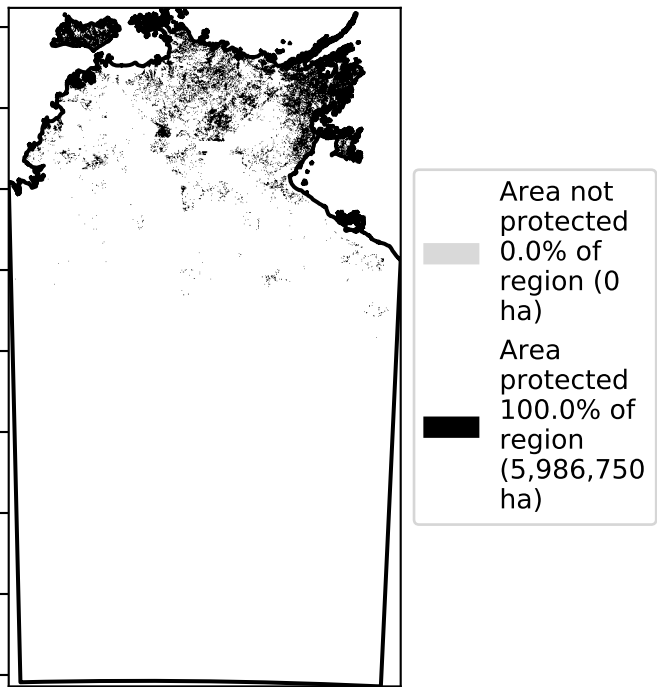 Area not
protected
0.0% of
region (0
ha)
Area
protected
100.0% of
region
(5,986,750
ha)